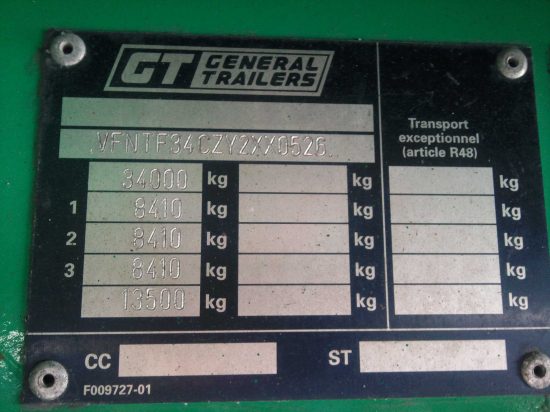 GT GENERAL TRAILERS
Transport exceptionnel (article R48)
34000 kg kg kg
1 8410 kg kg kg
2 8410 kg kg kg
3 8410 kg kg kg
13500 kg kg kg
CC ST
F009727-01